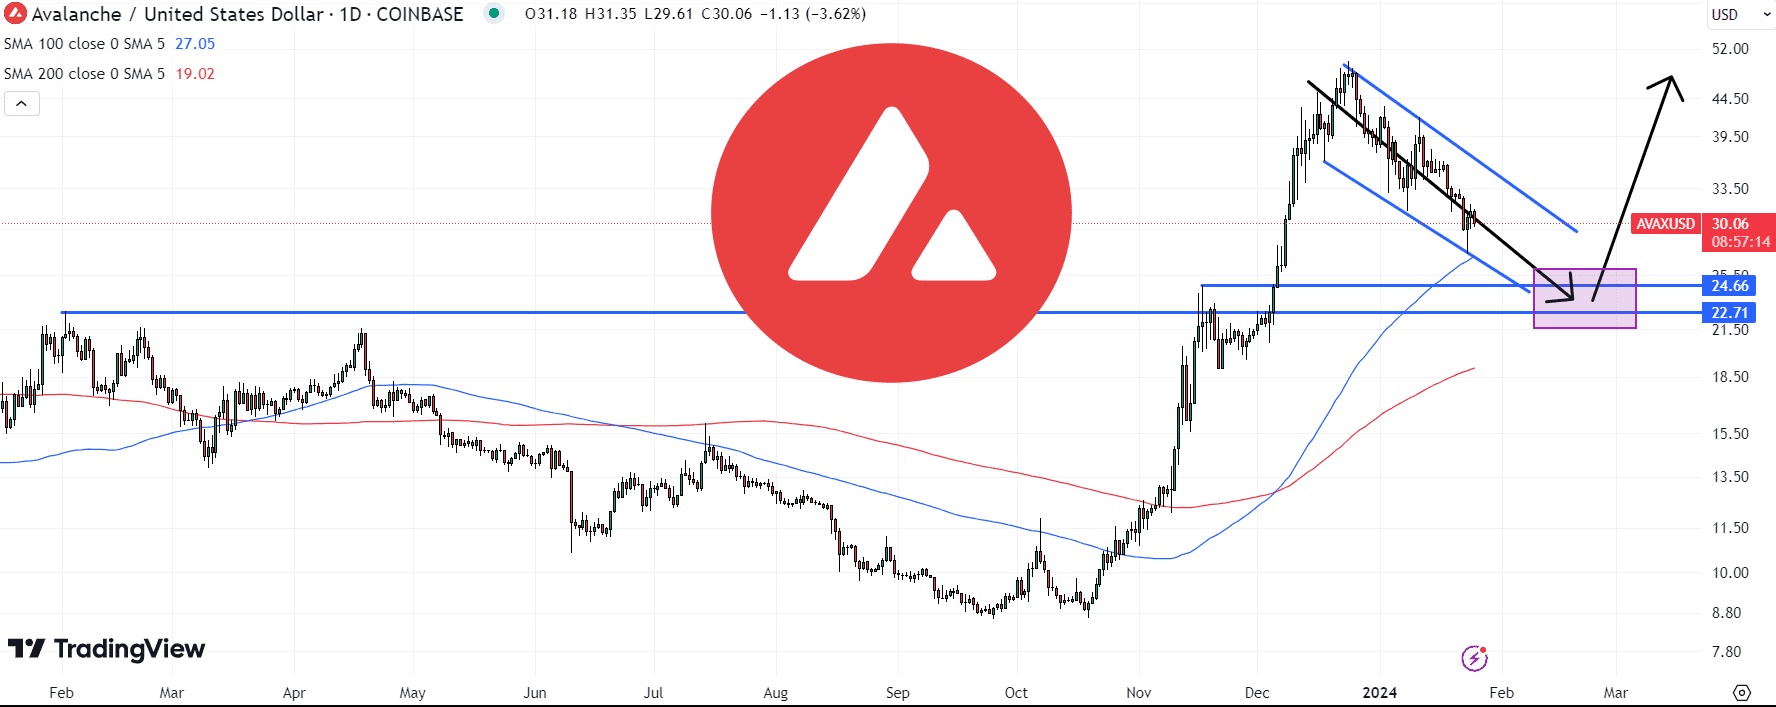 Avalanche / United States Dollar · 1D · COINBASE O31.18 H31.35 L29.61 C30.06 −1.13 (−3.62%)
USD
SMA 100 close 0 SMA 5 27.05
SMA 200 close 0 SMA 5 19.02
52.00
44.50
39.50
33.50
AVAXUSD 30.06
08:57:14
25.50
24.66
22.71
21.50
18.50
15.50
13.50
11.50
10.00
8.80
7.80
TradingView
Feb Mar Apr May Jun Jul Aug Sep Oct Nov Dec 2024 Feb Mar